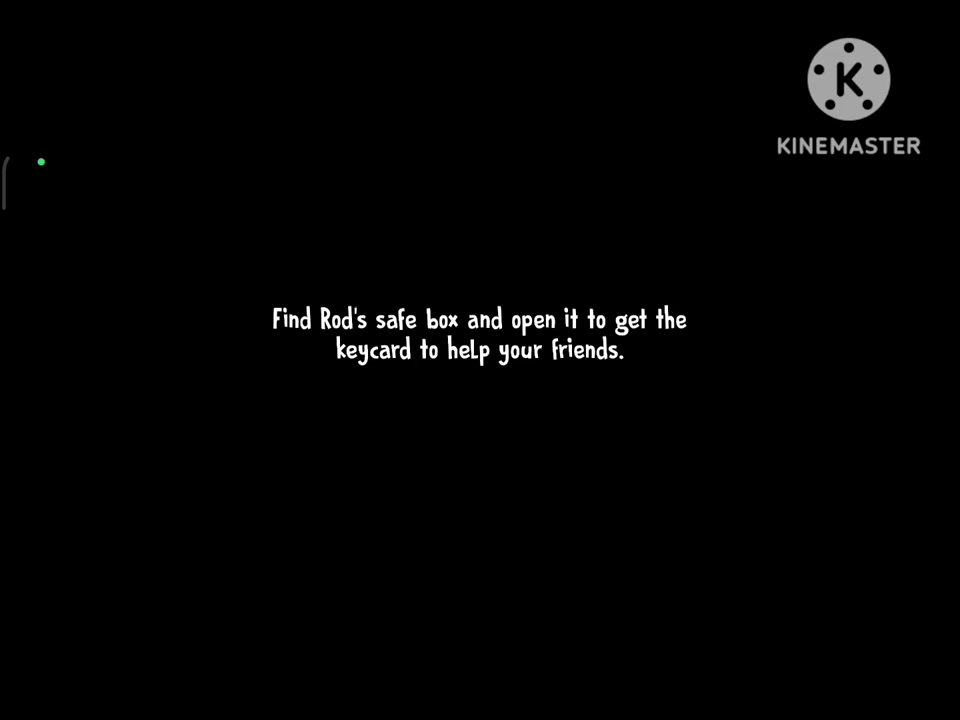 KINEMASTER
Find Rod's safe box and open it to get the
keycard to help your friends.